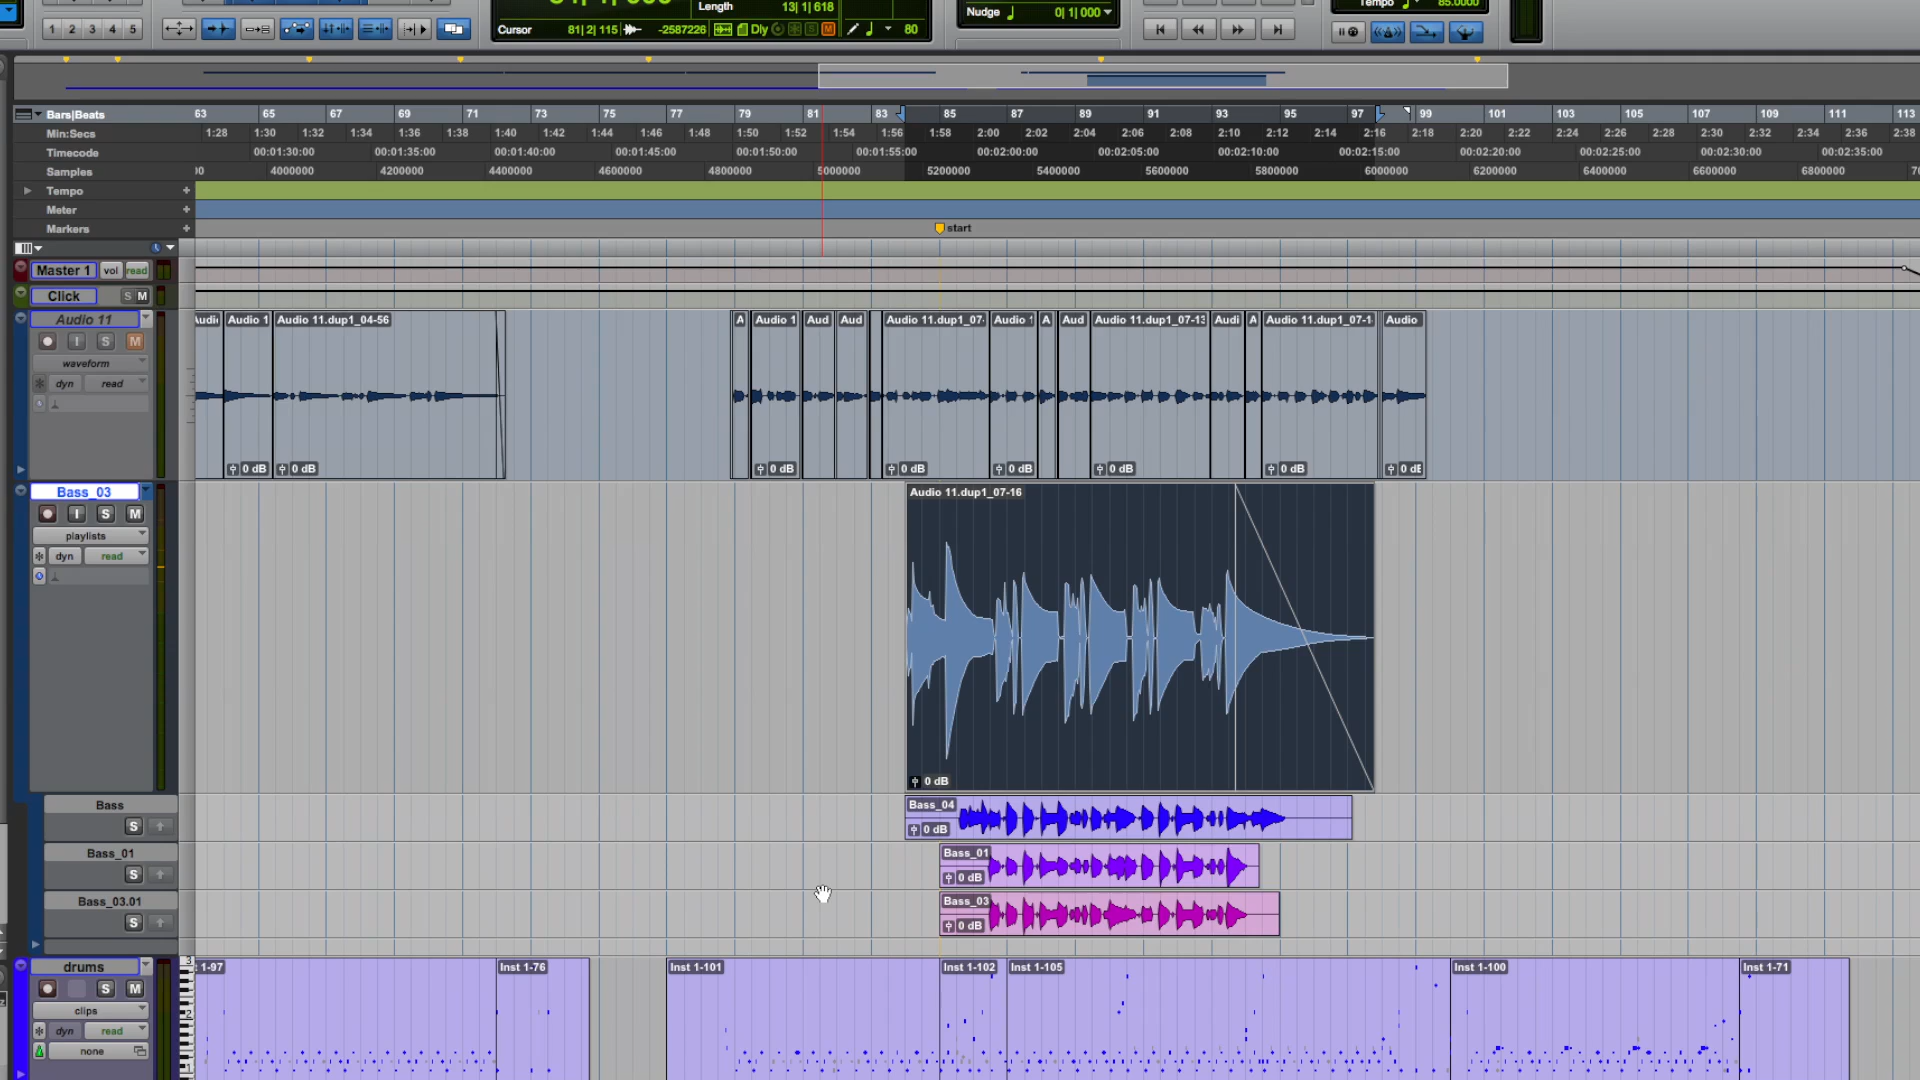 Length 13| 1| 618
Nudge 0| 1| 000
Tempo 85.0000
1 2 3 4 5
Cursor 81| 2| 115 -2587226 Dly S M 80
Bars|Beats 63 65 67 69 71 73 75 77 79 81 83 85 87 89 91 93 95 97 99 101 103 105 107 109 111 113
Min:Secs 1:28 1:30 1:32 1:34 1:36 1:38 1:40 1:42 1:44 1:46 1:48 1:50 1:52 1:54 1:56 1:58 2:00 2:02 2:04 2:06 2:08 2:10 2:12 2:14 2:16 2:18 2:20 2:22 2:24 2:26 2:28 2:30 2:32 2:34 2:36 2:38
Timecode 00:01:30:00 00:01:35:00 00:01:40:00 00:01:45:00 00:01:50:00 00:01:55:00 00:02:00:00 00:02:05:00 00:02:10:00 00:02:15:00 00:02:20:00 00:02:25:00 00:02:30:00 00:02:35:00
Samples 4000000 4200000 4400000 4600000 4800000 5000000 5200000 5400000 5600000 5800000 6000000 6200000 6400000 6600000 6800000
Tempo +
Meter +
Markers + start
Master 1 vol read
Click S M
Audio 11 Audi Audio 1 Audio 11.dup1_04-56 A Audio 1 Aud Aud Audio 11.dup1_07- Audio 1 A Aud Audio 11.dup1_07-13 Audi A Audio 11.dup1_07-1 Audio
I S M
waveform
dyn read
0 dB 0 dB 0 dB 0 dB 0 dB 0 dB 0 dB 0 dE
Bass_03 Audio 11.dup1_07-16
I S M
playlists
dyn read
0 dB
Bass Bass_04
S 0 dB
Bass_01 Bass_01
S 0 dB
Bass_03.01 Bass_03
S 0 dB
drums 3 1-97 Inst 1-76 Inst 1-101 Inst 1-102 Inst 1-105 Inst 1-100 Inst 1-71
S M
clips 2
dyn read
none 1